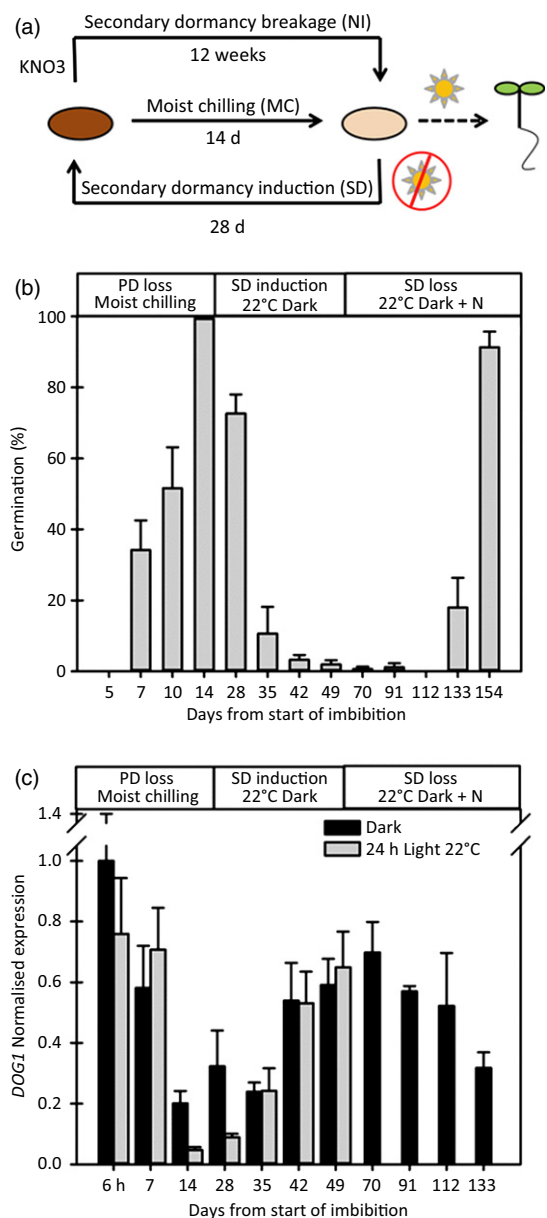 (a)
Secondary dormancy breakage (NI)
KNO3
12 weeks
Moist chilling (MC)
14 d
Secondary dormancy induction (SD)
28 d
(b)
PD loss
Moist chilling
SD induction
22°C Dark
SD loss
22°C Dark + N
100
80
60
40
20
0
Germination (%)
5 7 10 14 28 35 42 49 70 91 112 133 154
Days from start of imbibition
(c)
PD loss
Moist chilling
SD induction
22°C Dark
SD loss
22°C Dark + N
1.4
Dark
24 h Light 22°C
1.0
0.8
0.6
0.4
0.2
0.0
DOG1 Normalised expression
6 h 7 14 28 35 42 49 70 91 112 133
Days from start of imbibition